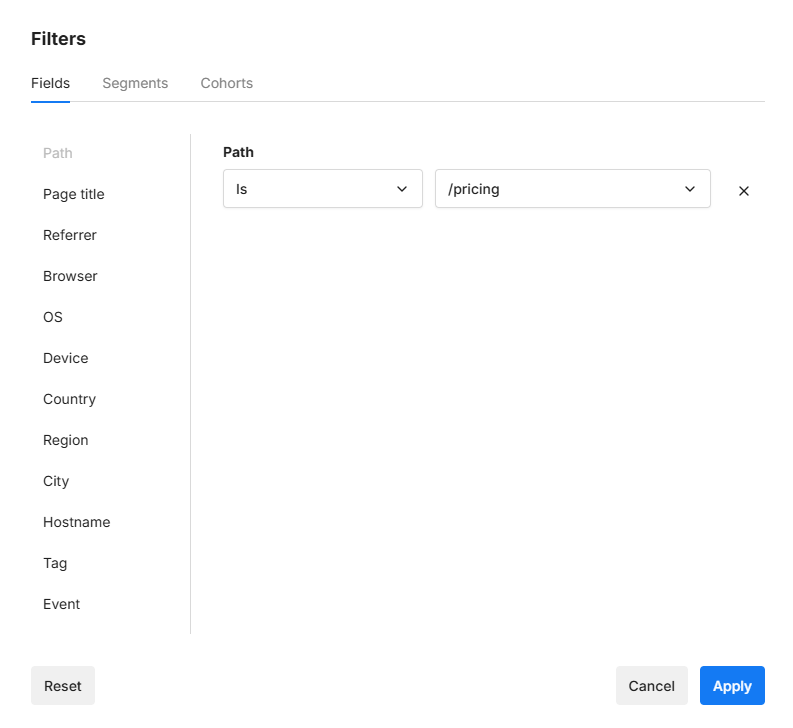 Filters
Fields Segments Cohorts
Path
Page title
Referrer
Browser
OS
Device
Country
Region
City
Hostname
Tag
Event
Path
Is /pricing
Reset Cancel Apply